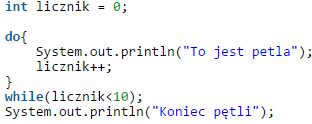 int licznik = 0;
do{
    System.out.println("To jest petla");
    licznik++;
}
while(licznik<10);
System.out.println("Koniec pętli");